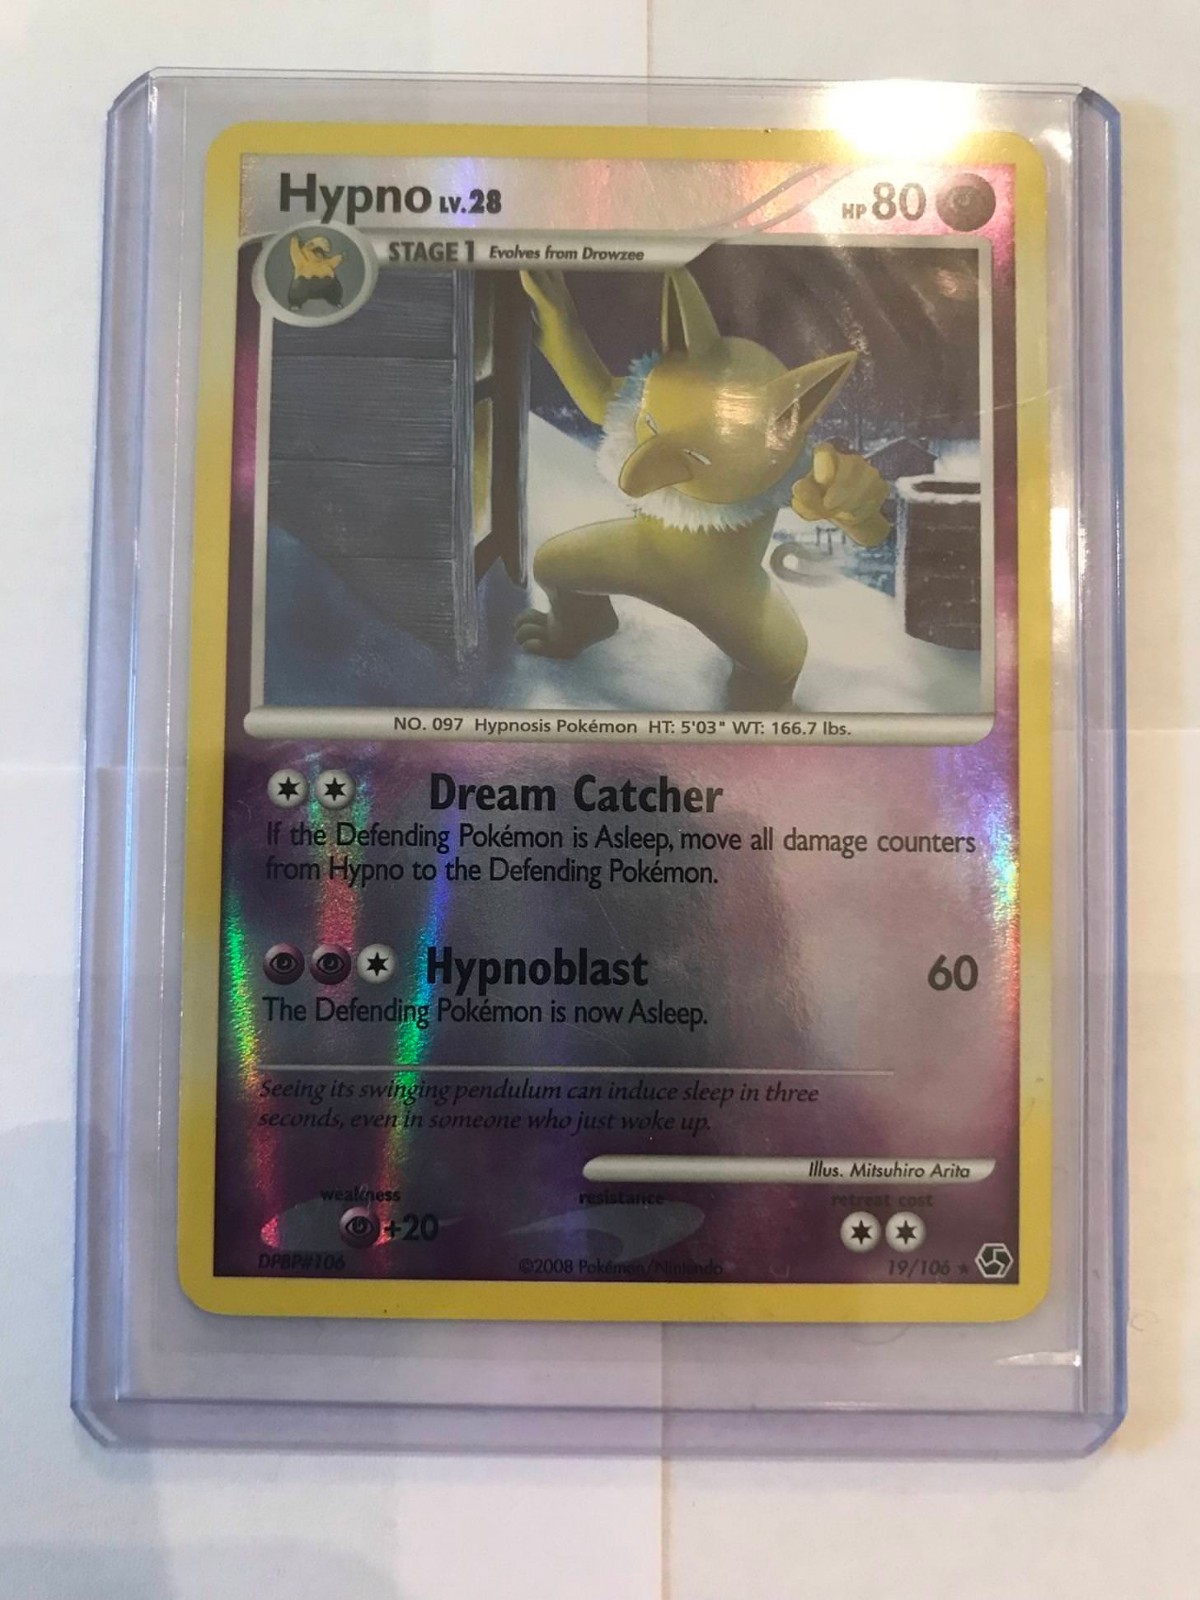 Hypno LV.28
HP 80
STAGE 1 Evolves from Drowzee
NO. 097 Hypnosis Pokémon HT: 5'03" WT: 166.7 lbs.
Dream Catcher
If the Defending Pokémon is Asleep, move all damage counters
from Hypno to the Defending Pokémon.
Hypnoblast 60
The Defending Pokémon is now Asleep.
Seeing its swinging pendulum can induce sleep in three
seconds, even in someone who just woke up.
Illus. Mitsuhiro Arita
weakness resistance retreat cost
+20
DPBP#106 ©2008 Pokémon/Nintendo 19/106 ★